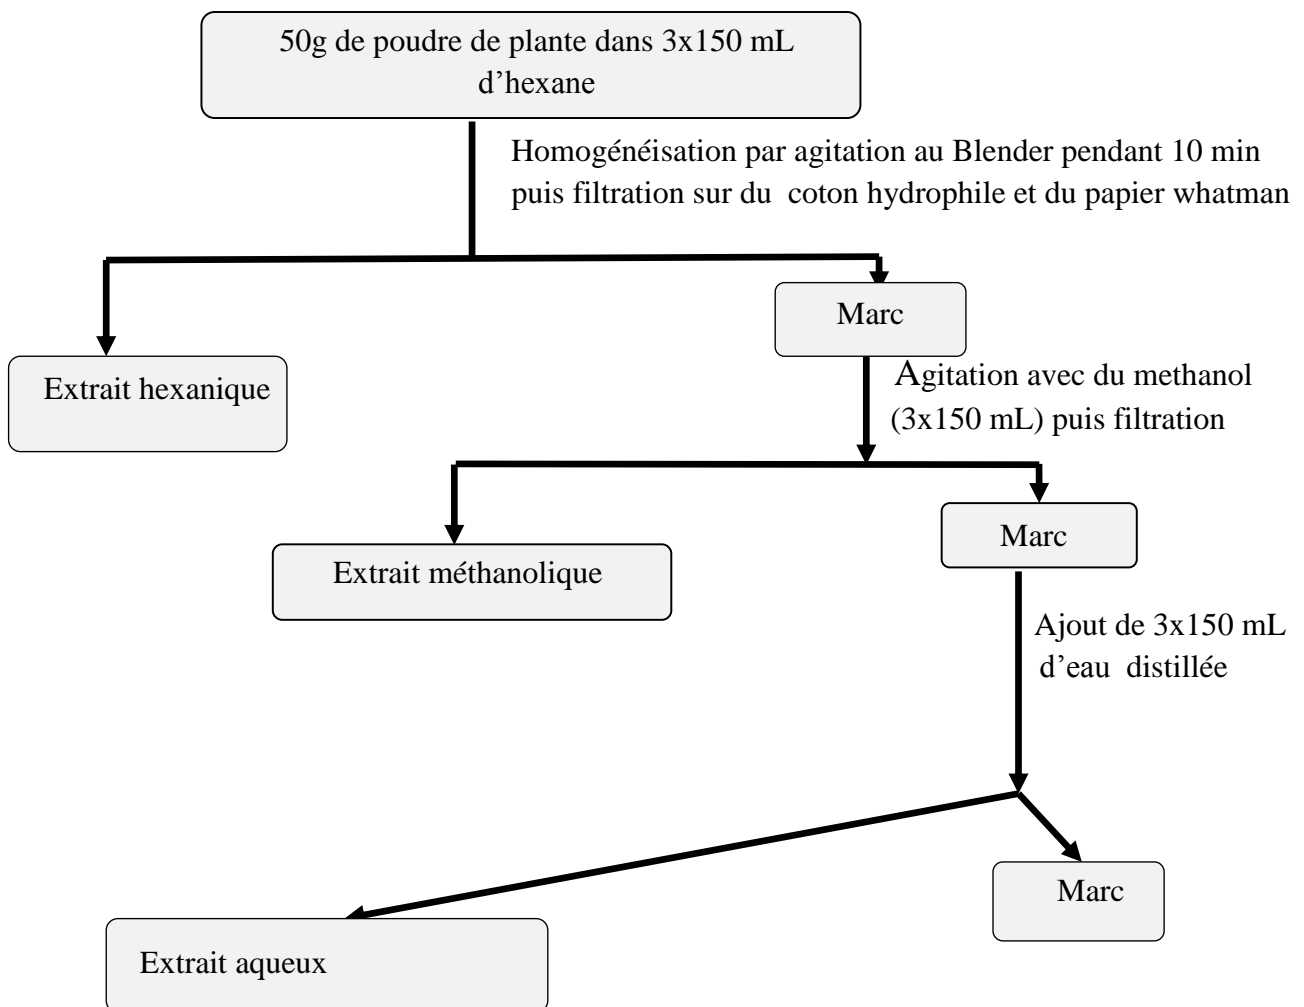 50g de poudre de plante dans 3x150 mL
d’hexane
Homogénéisation par agitation au Blender pendant 10 min
puis filtration sur du  coton hydrophile et du papier whatman
Marc
Extrait hexanique
Agitation avec du methanol
(3x150 mL) puis filtration
Marc
Extrait méthanolique
Ajout de 3x150 mL
d’eau  distillée
Marc
Extrait aqueux